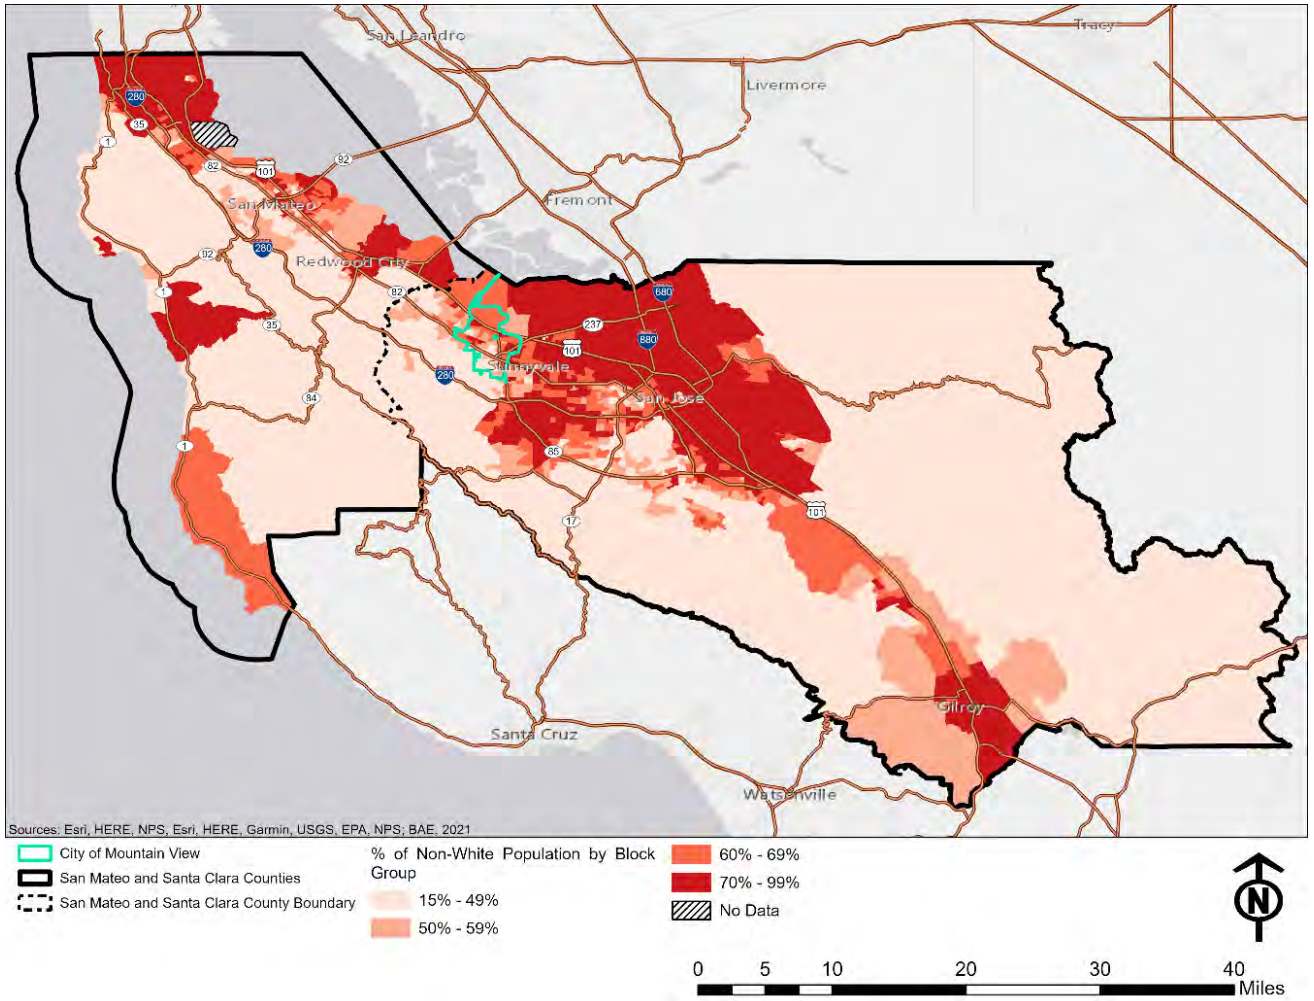 San Leandro
Tracy
Livermore
280
35
1
82
101
92
Fremont
San Mateo
280
92
Redwood City
82
1
35
680
237
880
101
Sunnyvale
280
San Jose
84
1
85
101
17
Gilroy
Santa Cruz
Watsonville
Sources: Esri, HERE, NPS, Esri, HERE, Garmin, USGS, EPA, NPS; BAE, 2021
City of Mountain View
San Mateo and Santa Clara Counties
San Mateo and Santa Clara County Boundary
% of Non-White Population by Block
Group
15% - 49%
50% - 59%
60% - 69%
70% - 99%
No Data
N
0 5 10 20 30 40
Miles